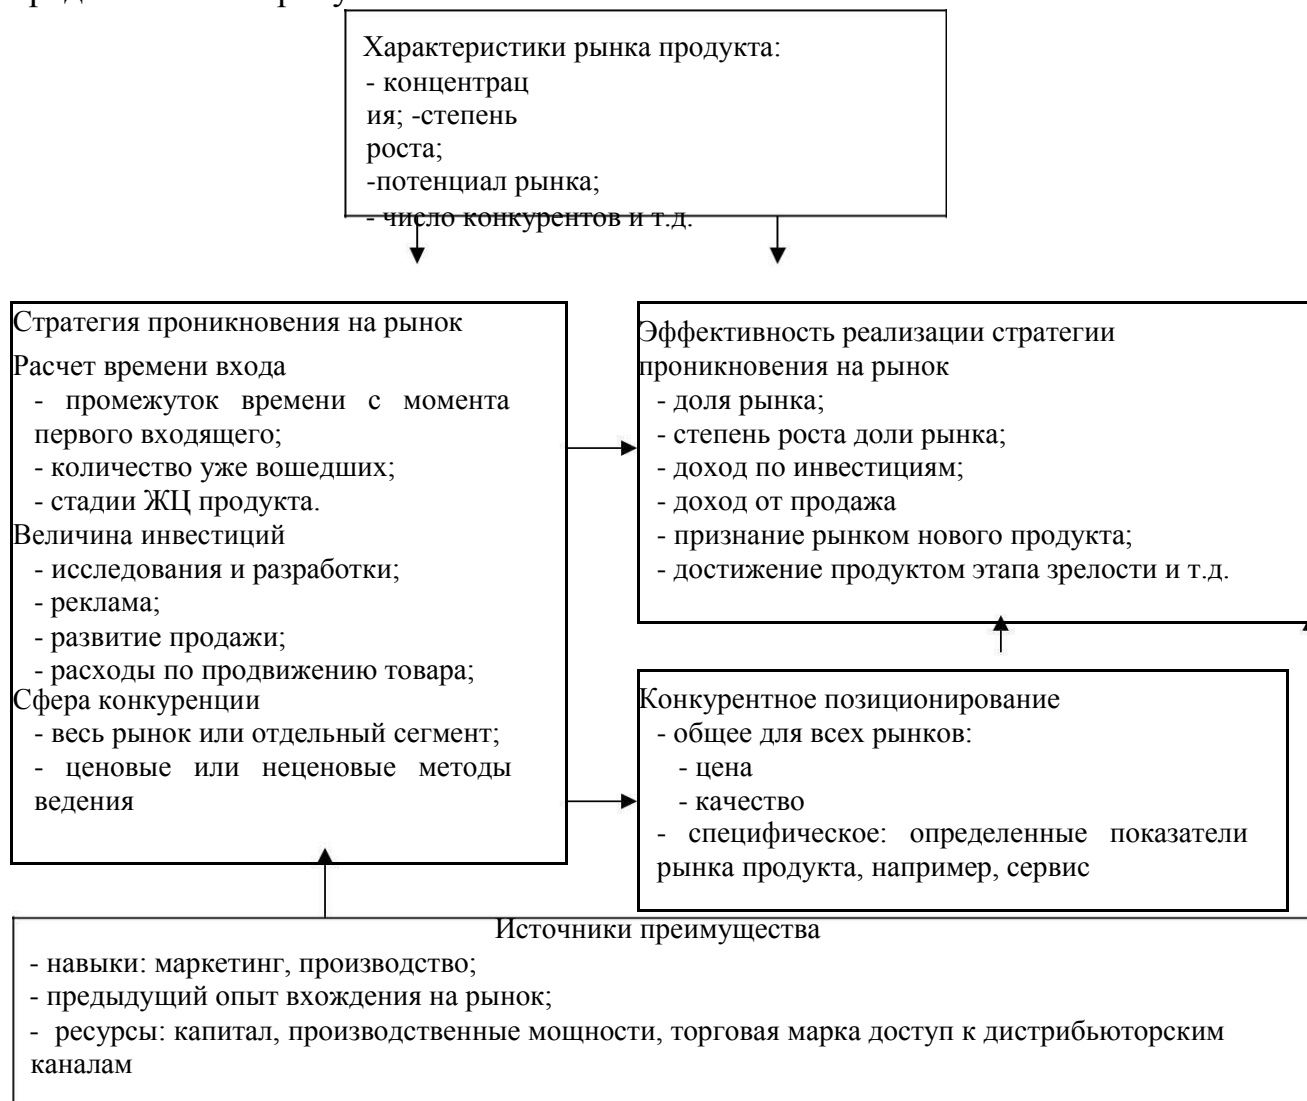 Характеристики рынка продукта:
- концентрац
ия; -степень
роста;
-потенциал рынка;
- число конкурентов и т.д.
Стратегия проникновения на рынок
Расчет времени входа
- промежуток времени с момента
первого входящего;
- количество уже вошедших;
- стадии ЖЦ продукта.
Величина инвестиций
- исследования и разработки;
- реклама;
- развитие продажи;
- расходы по продвижению товара;
Сфера конкуренции
- весь рынок или отдельный сегмент;
- ценовые или неценовые методы
ведения
Эффективность реализации стратегии
проникновения на рынок
- доля рынка;
- степень роста доли рынка;
- доход по инвестициям;
- доход от продажа
- признание рынком нового продукта;
- достижение продуктом этапа зрелости и т.д.
Конкурентное позиционирование
- общее для всех рынков:
- цена
- качество
- специфическое: определенные показатели
рынка продукта, например, сервис
Источники преимущества
- навыки: маркетинг, производство;
- предыдущий опыт вхождения на рынок;
- ресурсы: капитал, производственные мощности, торговая марка доступ к дистрибьюторским
каналам